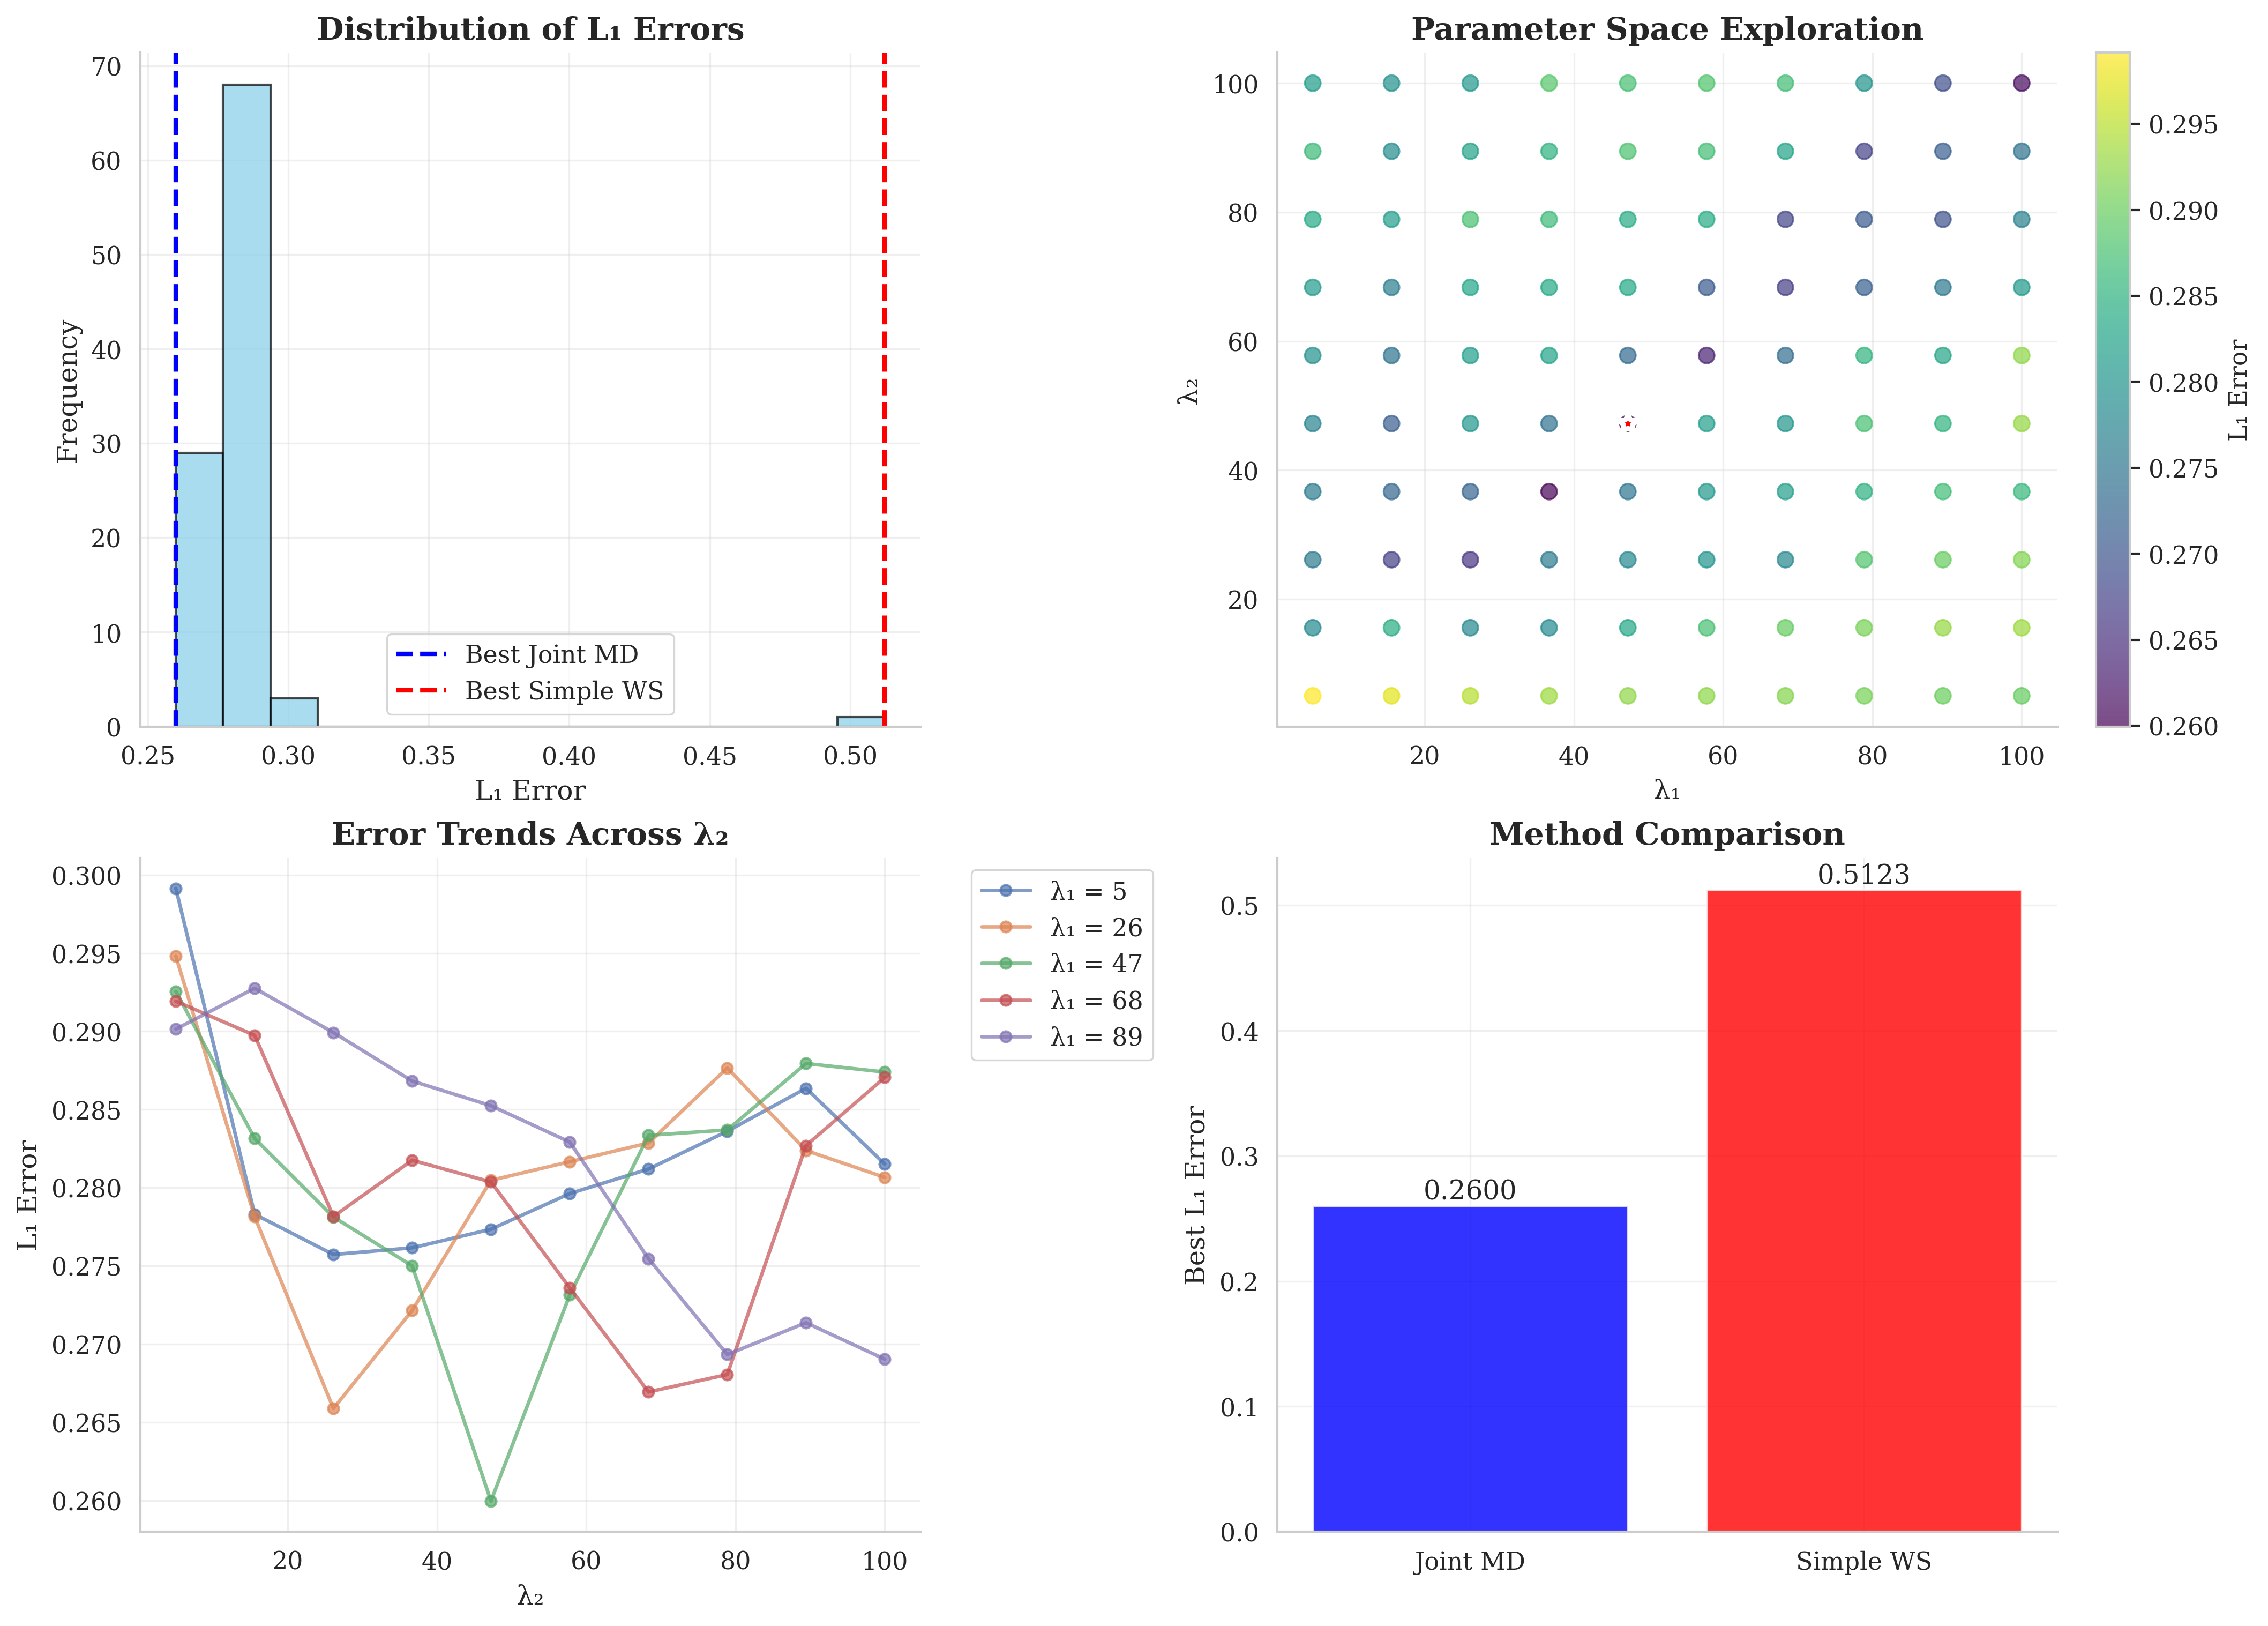 Distribution of L₁ Errors
70
60
50
40
30
20
10
0
Frequency
0.25 0.30 0.35 0.40 0.45 0.50
L₁ Error
Best Joint MD
Best Simple WS
Parameter Space Exploration
100
80
60
40
20
λ₂
20 40 60 80 100
λ₁
0.295
0.290
0.285
0.280
0.275
0.270
0.265
0.260
L₁ Error
Error Trends Across λ₂
0.300
0.295
0.290
0.285
0.280
0.275
0.270
0.265
0.260
L₁ Error
20 40 60 80 100
λ₂
λ₁ = 5
λ₁ = 26
λ₁ = 47
λ₁ = 68
λ₁ = 89
Method Comparison
0.5
0.4
0.3
0.2
0.1
0.0
Best L₁ Error
0.2600
0.5123
Joint MD
Simple WS